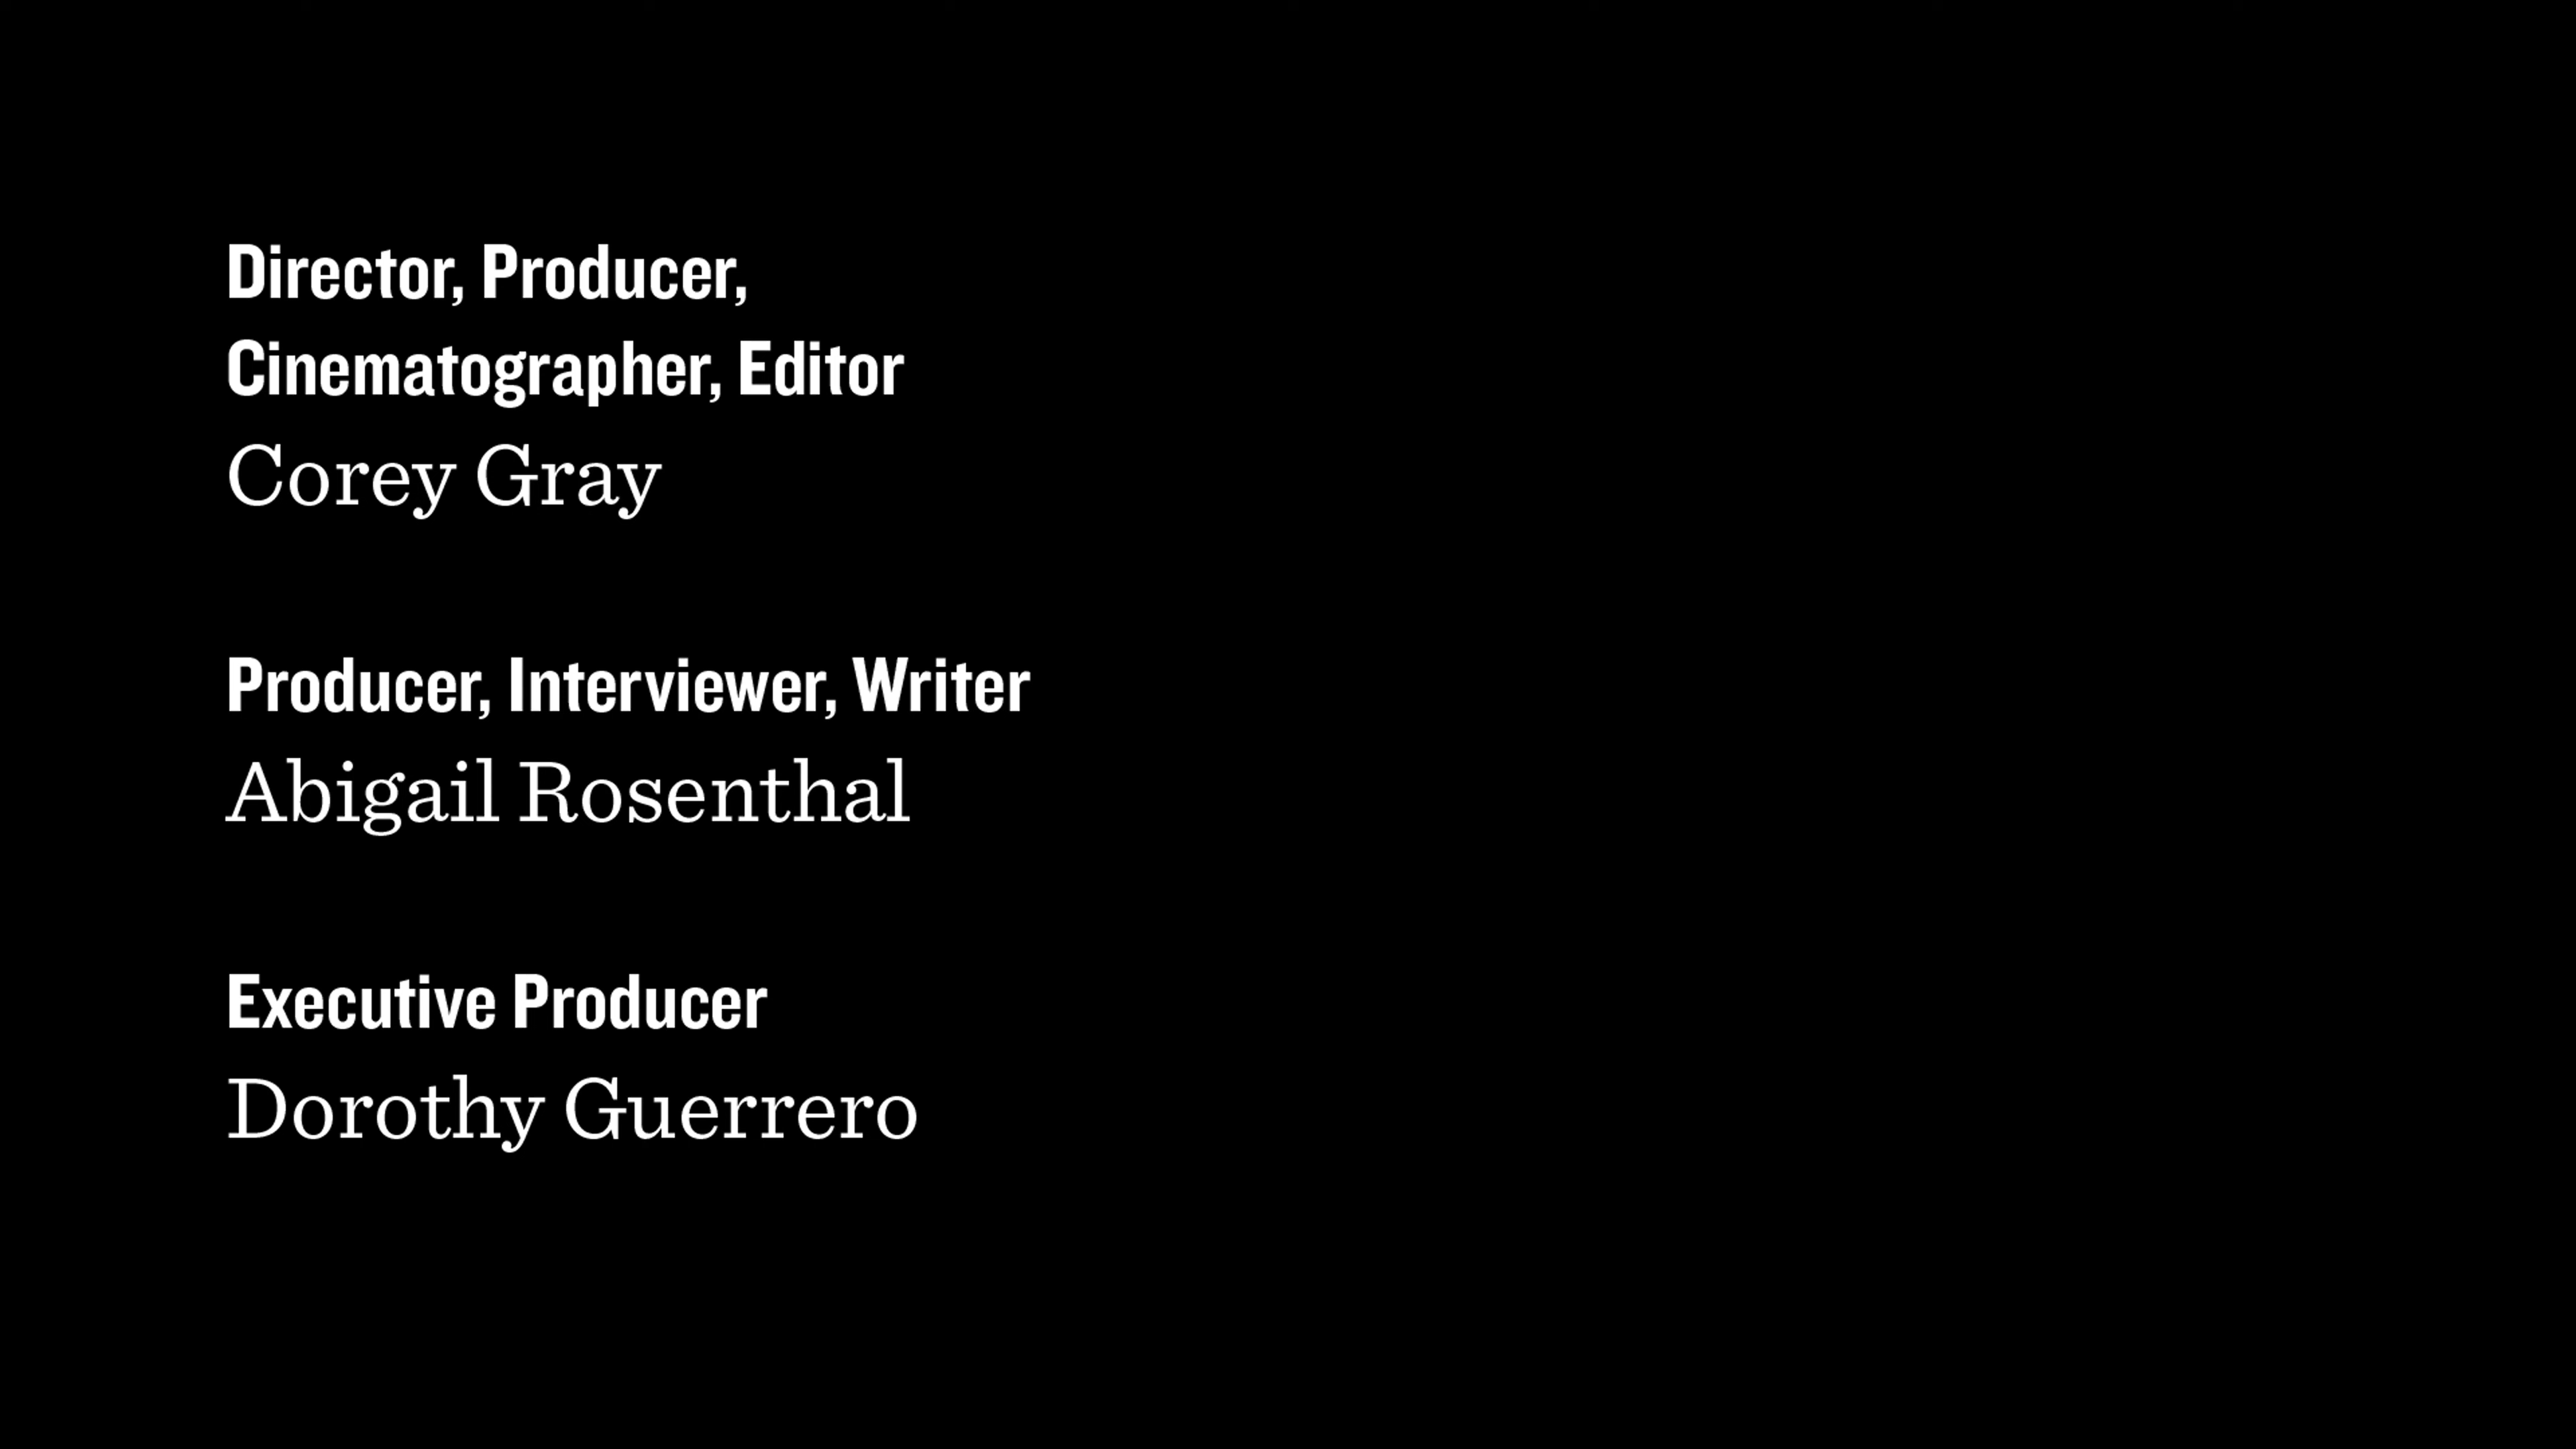 Director, Producer,
Cinematographer, Editor
Corey Gray
Producer, Interviewer, Writer
Abigail Rosenthal
Executive Producer
Dorothy Guerrero